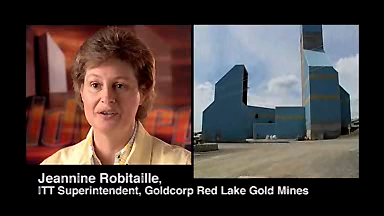 Jeannine Robitaille,
ITT Superintendent, Goldcorp Red Lake Gold Mines